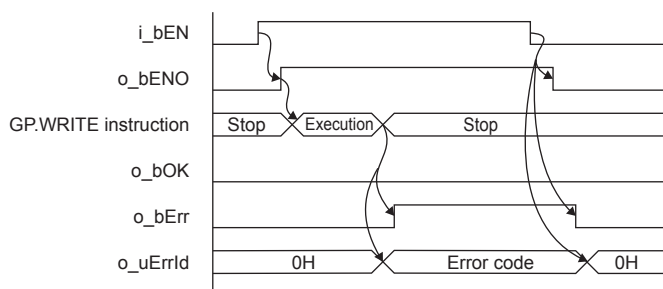 i_bEN
o_bENO
GP.WRITE instruction Stop Execution Stop
o_bOK
o_bErr
o_uErrId 0H Error code 0H